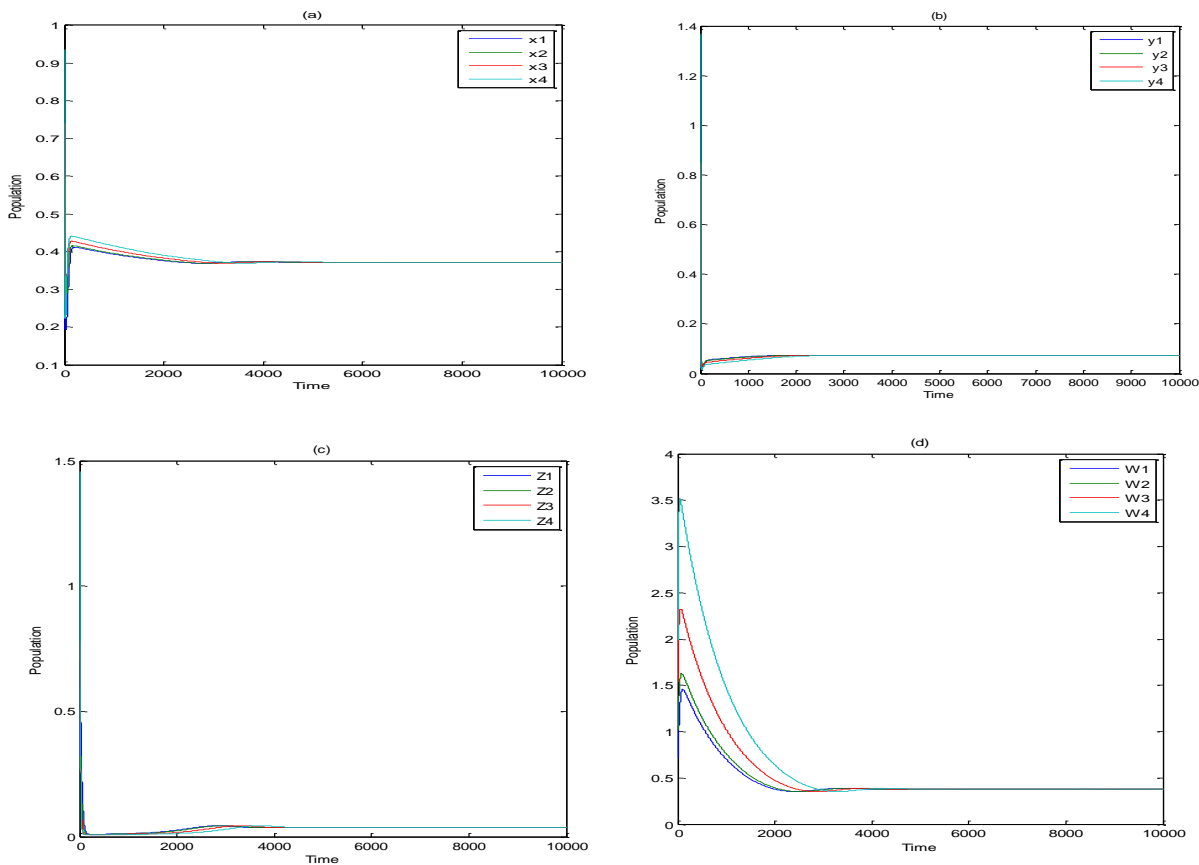 (a)
1
0.9
0.8
0.7
0.6
0.5
0.4
0.3
0.2
0.1
Population
0 2000 4000 6000 8000 10000
Time
x1
x2
x3
x4
(b)
1.4
1.2
1
0.8
0.6
0.4
0.2
0
Population
0 1000 2000 3000 4000 5000 6000 7000 8000 9000 10000
Time
y1
y2
y3
y4
(c)
1.5
1
0.5
0
Population
0 2000 4000 6000 8000 10000
Time
Z1
Z2
Z3
Z4
(d)
4
3.5
3
2.5
2
1.5
1
0.5
0
Population
0 2000 4000 6000 8000 10000
Time
W1
W2
W3
W4